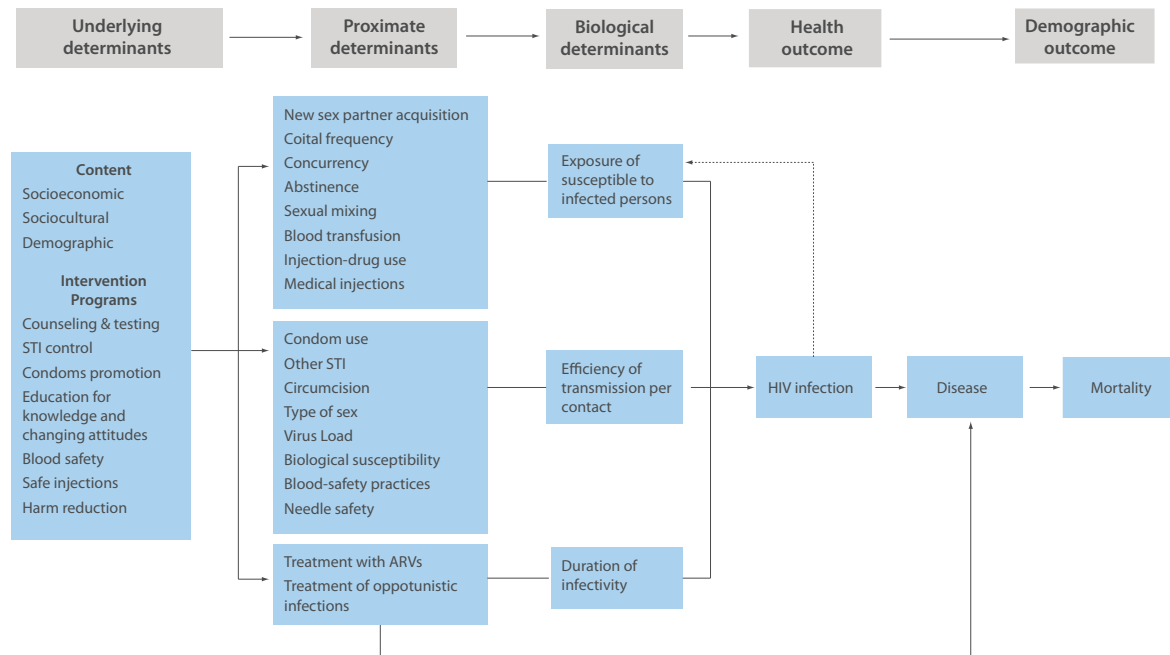 Underlying
determinants
Proximate
determinants
Biological
determinants
Health
outcome
Demographic
outcome
Content
Socioeconomic
Sociocultural
Demographic
Intervention
Programs
Counseling & testing
STI control
Condoms promotion
Education for
knowledge and
changing attitudes
Blood safety
Safe injections
Harm reduction
New sex partner acquisition
Coital frequency
Concurrency
Abstinence
Sexual mixing
Blood transfusion
Injection-drug use
Medical injections
Condom use
Other STI
Circumcision
Type of sex
Virus Load
Biological susceptibility
Blood-safety practices
Needle safety
Treatment with ARVs
Treatment of oppotunistic
infections
Exposure of
susceptible to
infected persons
Efficiency of
transmission per
contact
Duration of
infectivity
HIV infection
Disease
Mortality